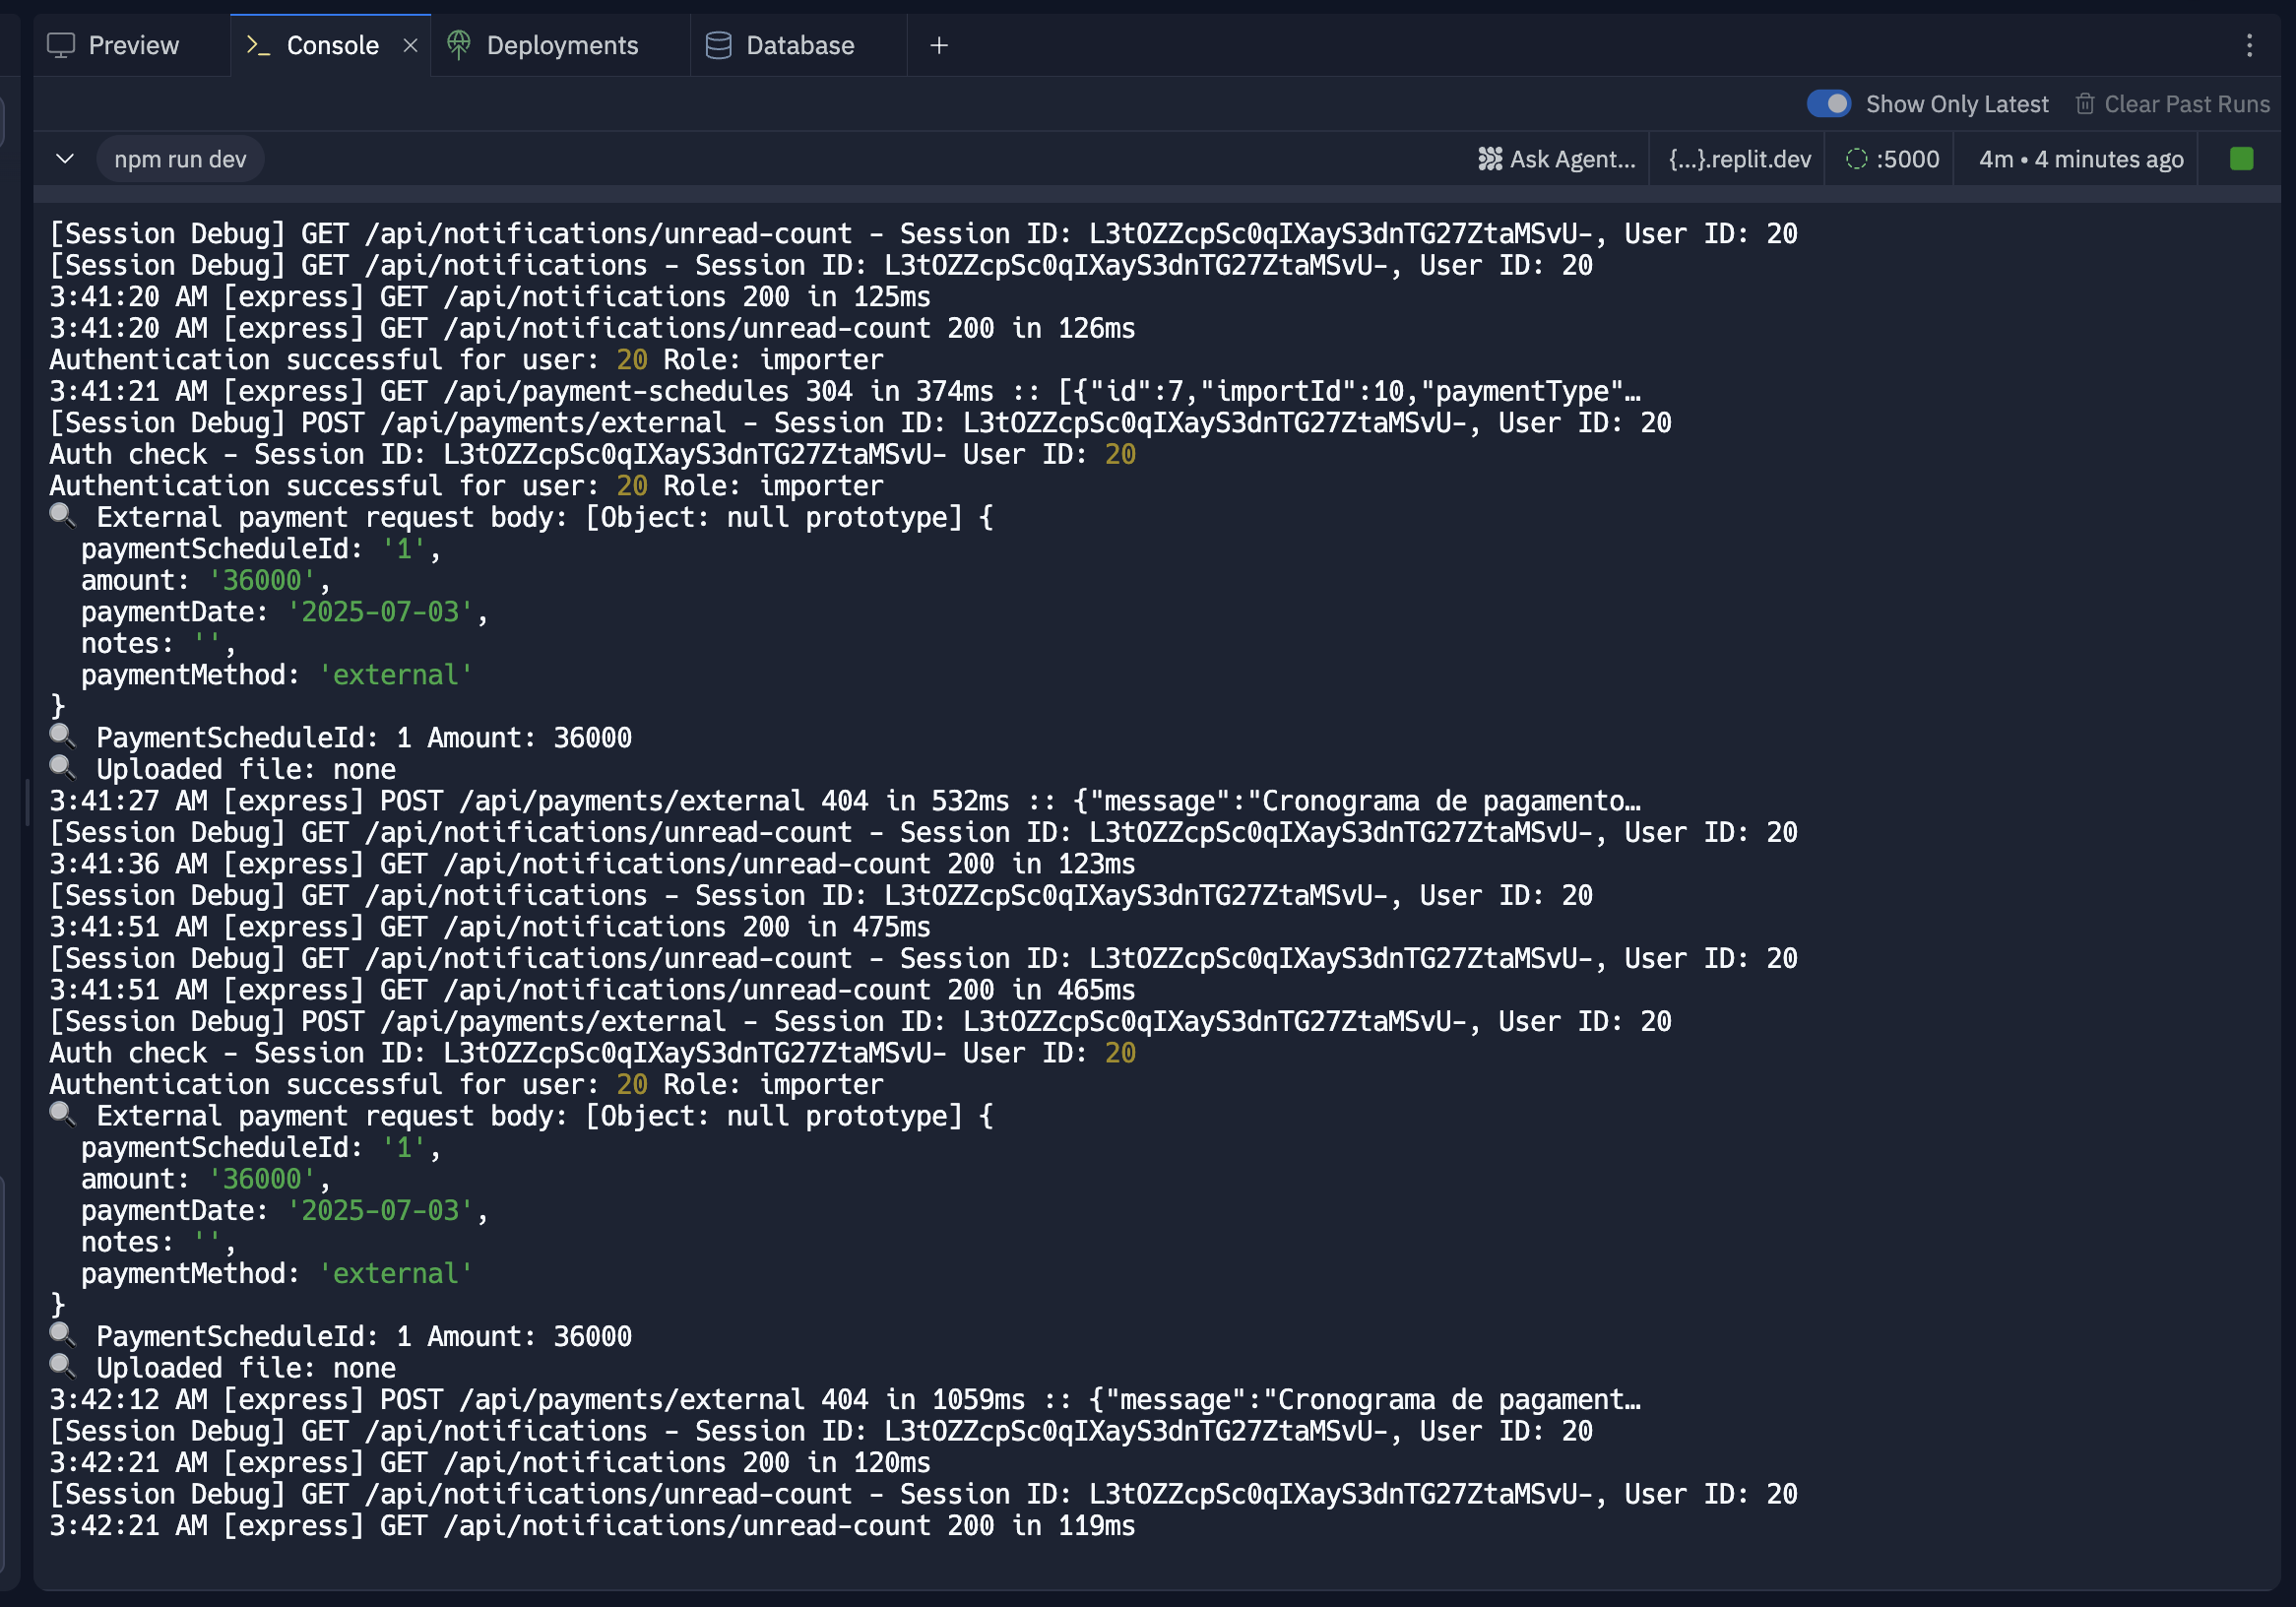 Preview
Console
Deployments
Database
Show Only Latest
Clear Past Runs
npm run dev
Ask Agent...
{...}.replit.dev
:5000
4m • 4 minutes ago
[Session Debug] GET /api/notifications/unread-count - Session ID: L3tOZZcpSc0qIXayS3dnTG27ZtaMSvU-, User ID: 20
[Session Debug] GET /api/notifications - Session ID: L3tOZZcpSc0qIXayS3dnTG27ZtaMSvU-, User ID: 20
3:41:20 AM [express] GET /api/notifications 200 in 125ms
3:41:20 AM [express] GET /api/notifications/unread-count 200 in 126ms
Authentication successful for user: 20 Role: importer
3:41:21 AM [express] GET /api/payment-schedules 304 in 374ms :: [{"id":7,"importId":10,"paymentType"…
[Session Debug] POST /api/payments/external - Session ID: L3tOZZcpSc0qIXayS3dnTG27ZtaMSvU-, User ID: 20
Auth check - Session ID: L3tOZZcpSc0qIXayS3dnTG27ZtaMSvU- User ID: 20
Authentication successful for user: 20 Role: importer
🔍 External payment request body: [Object: null prototype] {
  paymentScheduleId: '1',
  amount: '36000',
  paymentDate: '2025-07-03',
  notes: '',
  paymentMethod: 'external'
}
🔍 PaymentScheduleId: 1 Amount: 36000
🔍 Uploaded file: none
3:41:27 AM [express] POST /api/payments/external 404 in 532ms :: {"message":"Cronograma de pagamento…
[Session Debug] GET /api/notifications/unread-count - Session ID: L3tOZZcpSc0qIXayS3dnTG27ZtaMSvU-, User ID: 20
3:41:36 AM [express] GET /api/notifications/unread-count 200 in 123ms
[Session Debug] GET /api/notifications - Session ID: L3tOZZcpSc0qIXayS3dnTG27ZtaMSvU-, User ID: 20
3:41:51 AM [express] GET /api/notifications 200 in 475ms
[Session Debug] GET /api/notifications/unread-count - Session ID: L3tOZZcpSc0qIXayS3dnTG27ZtaMSvU-, User ID: 20
3:41:51 AM [express] GET /api/notifications/unread-count 200 in 465ms
[Session Debug] POST /api/payments/external - Session ID: L3tOZZcpSc0qIXayS3dnTG27ZtaMSvU-, User ID: 20
Auth check - Session ID: L3tOZZcpSc0qIXayS3dnTG27ZtaMSvU- User ID: 20
Authentication successful for user: 20 Role: importer
🔍 External payment request body: [Object: null prototype] {
  paymentScheduleId: '1',
  amount: '36000',
  paymentDate: '2025-07-03',
  notes: '',
  paymentMethod: 'external'
}
🔍 PaymentScheduleId: 1 Amount: 36000
🔍 Uploaded file: none
3:42:12 AM [express] POST /api/payments/external 404 in 1059ms :: {"message":"Cronograma de pagament…
[Session Debug] GET /api/notifications - Session ID: L3tOZZcpSc0qIXayS3dnTG27ZtaMSvU-, User ID: 20
3:42:21 AM [express] GET /api/notifications 200 in 120ms
[Session Debug] GET /api/notifications/unread-count - Session ID: L3tOZZcpSc0qIXayS3dnTG27ZtaMSvU-, User ID: 20
3:42:21 AM [express] GET /api/notifications/unread-count 200 in 119ms